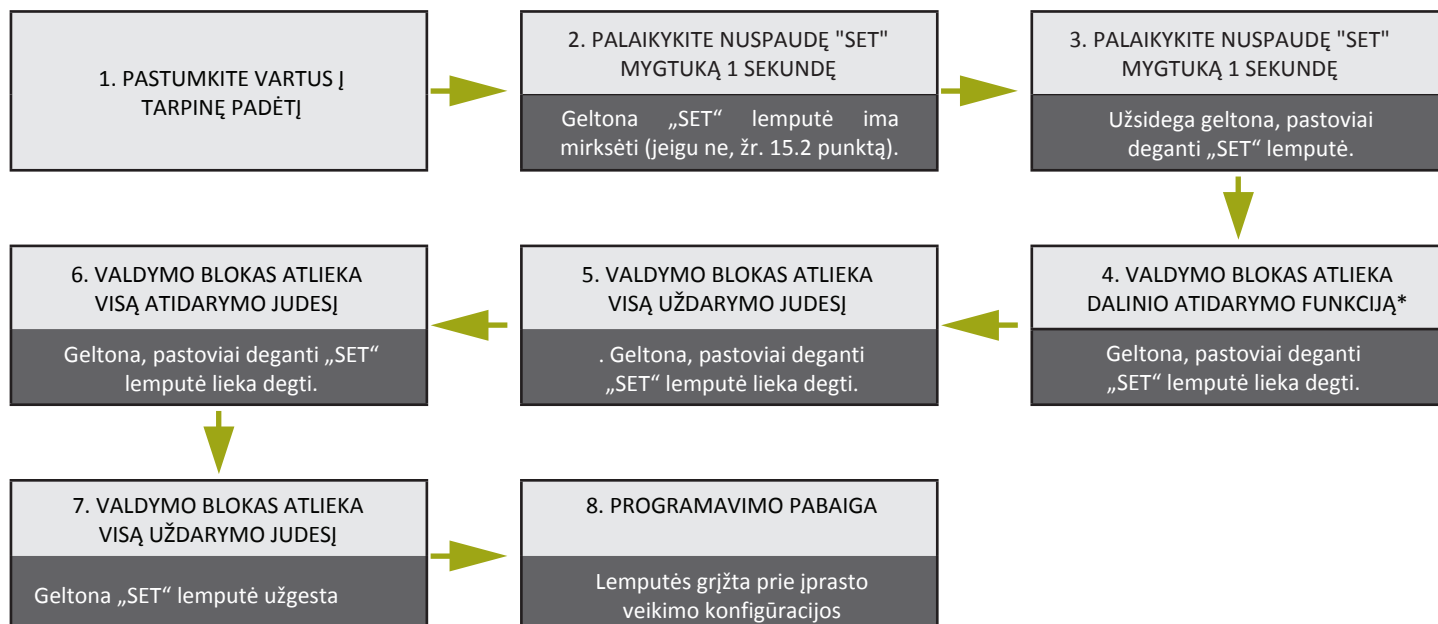 1. PASTUMKITE VARTUS Į
TARPINĘ PADĖTĮ
2. PALAIKYKITE NUSPAUDĘ "SET"
MYGTUKĄ 1 SEKUNDĘ
Geltona „SET“ lemputė ima
mirksėti (jeigu ne, žr. 15.2 punktą).
3. PALAIKYKITE NUSPAUDĘ "SET"
MYGTUKĄ 1 SEKUNDĘ
Užsidega geltona, pastoviai
deganti „SET“ lemputė.
4. VALDYMO BLOKAS ATLIEKA
DALINIO ATIDARYMO FUNKCIJĄ*
Geltona, pastoviai deganti
„SET“ lemputė lieka degti.
5. VALDYMO BLOKAS ATLIEKA
VISĄ UŽDARYMO JUDESĮ
. Geltona, pastoviai deganti
„SET“ lemputė lieka degti.
6. VALDYMO BLOKAS ATLIEKA
VISĄ ATIDARYMO JUDESĮ
Geltona, pastoviai deganti „SET“
lemputė lieka degti.
7. VALDYMO BLOKAS ATLIEKA
VISĄ UŽDARYMO JUDESĮ
Geltona „SET“ lemputė užgesta
8. PROGRAMAVIMO PABAIGA
Lemputės grįžta prie įprasto
veikimo konfigūracijos